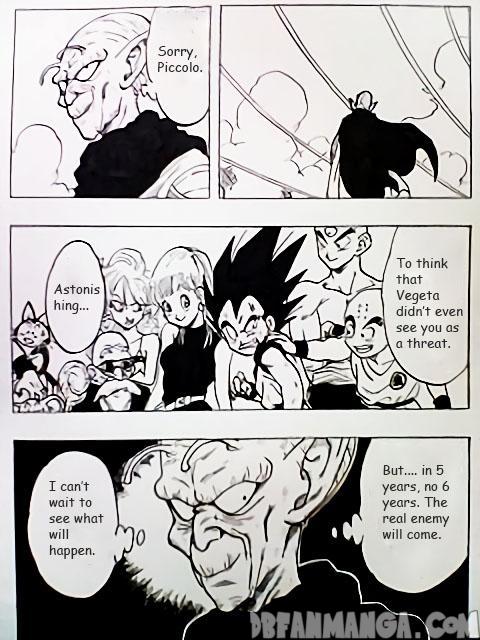 Sorry,
Piccolo.
To think
that
Vegeta
didn't even
see you as
a threat.
Astonis
hing...
But.... in 5
years, no 6
years. The
real enemy
will come.
I can't
wait to
see what
will
happen.
DBFANMANGA.COM